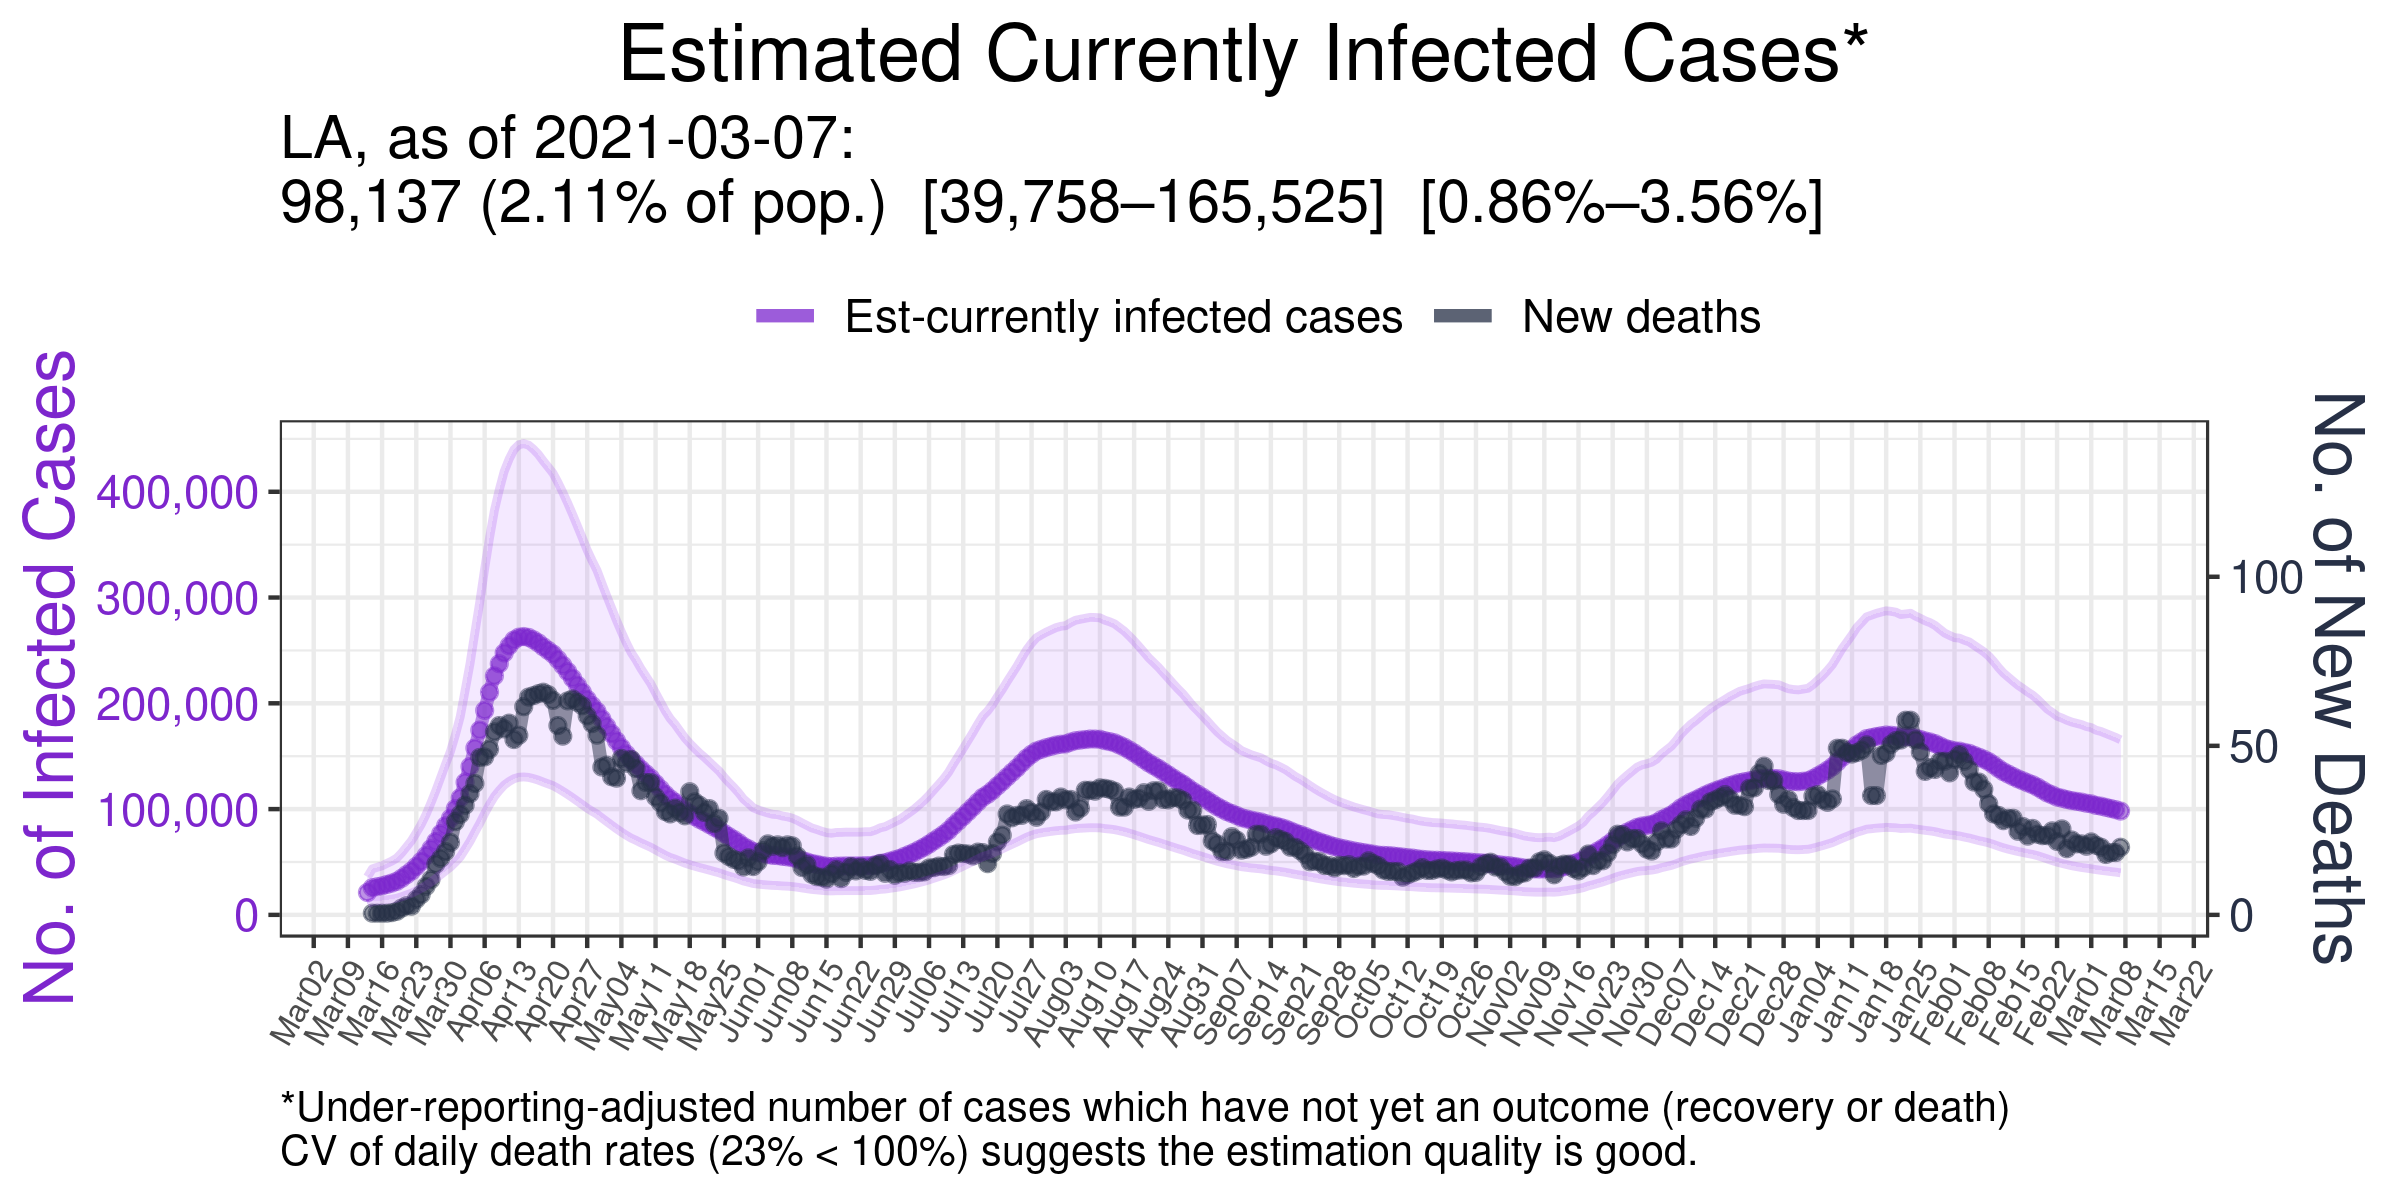 Estimated Currently Infected Cases*
LA, as of 2021-03-07:
98,137 (2.11% of pop.) [39,758–165,525] [0.86%–3.56%]
Est-currently infected cases New deaths
No. of Infected Cases
400,000
300,000
200,000
100,000
0
No. of New Deaths
100
50
0
Mar02 Mar09 Mar16 Mar23 Mar30 Apr06 Apr13 Apr20 Apr27 May04 May11 May18 May25 Jun01 Jun08 Jun15 Jun22 Jun29 Jul06 Jul13 Jul20 Jul27 Aug03 Aug10 Aug17 Aug24 Aug31 Sep07 Sep14 Sep21 Sep28 Oct05 Oct12 Oct19 Oct26 Nov02 Nov09 Nov16 Nov23 Nov30 Dec07 Dec14 Dec21 Dec28 Jan04 Jan11 Jan18 Jan25 Feb01 Feb08 Feb15 Feb22 Mar01 Mar08 Mar15 Mar22
*Under-reporting-adjusted number of cases which have not yet an outcome (recovery or death)
CV of daily death rates (23% < 100%) suggests the estimation quality is good.